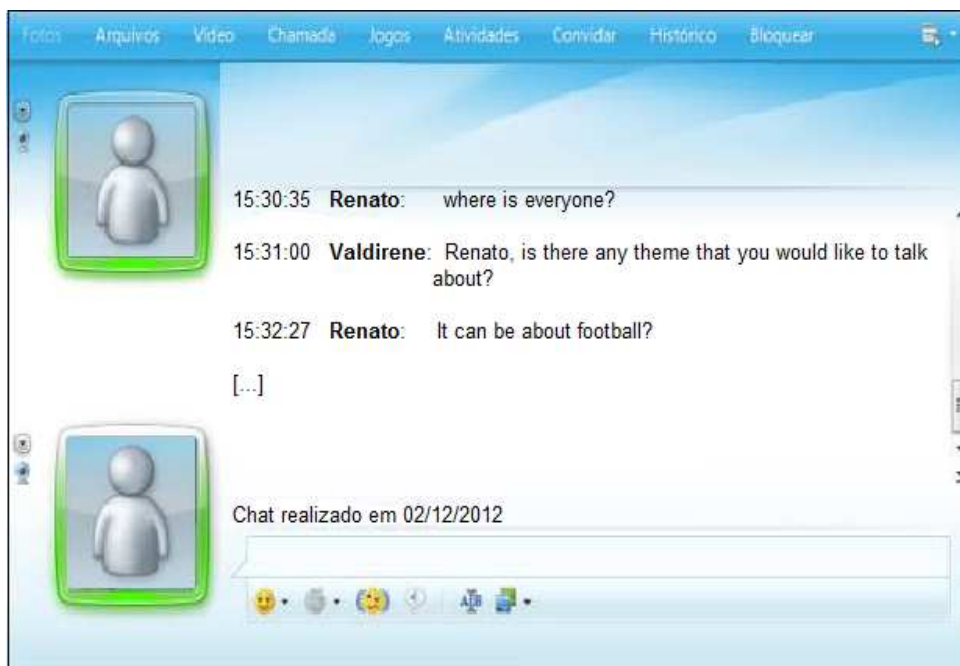 Fotos Arquivos Vídeo Chamada Jogos Atividades Convidar Histórico Bloquear
15:30:35 Renato: where is everyone?
15:31:00 Valdirene: Renato, is there any theme that you would like to talk
about?
15:32:27 Renato: It can be about football?
[...]
Chat realizado em 02/12/2012